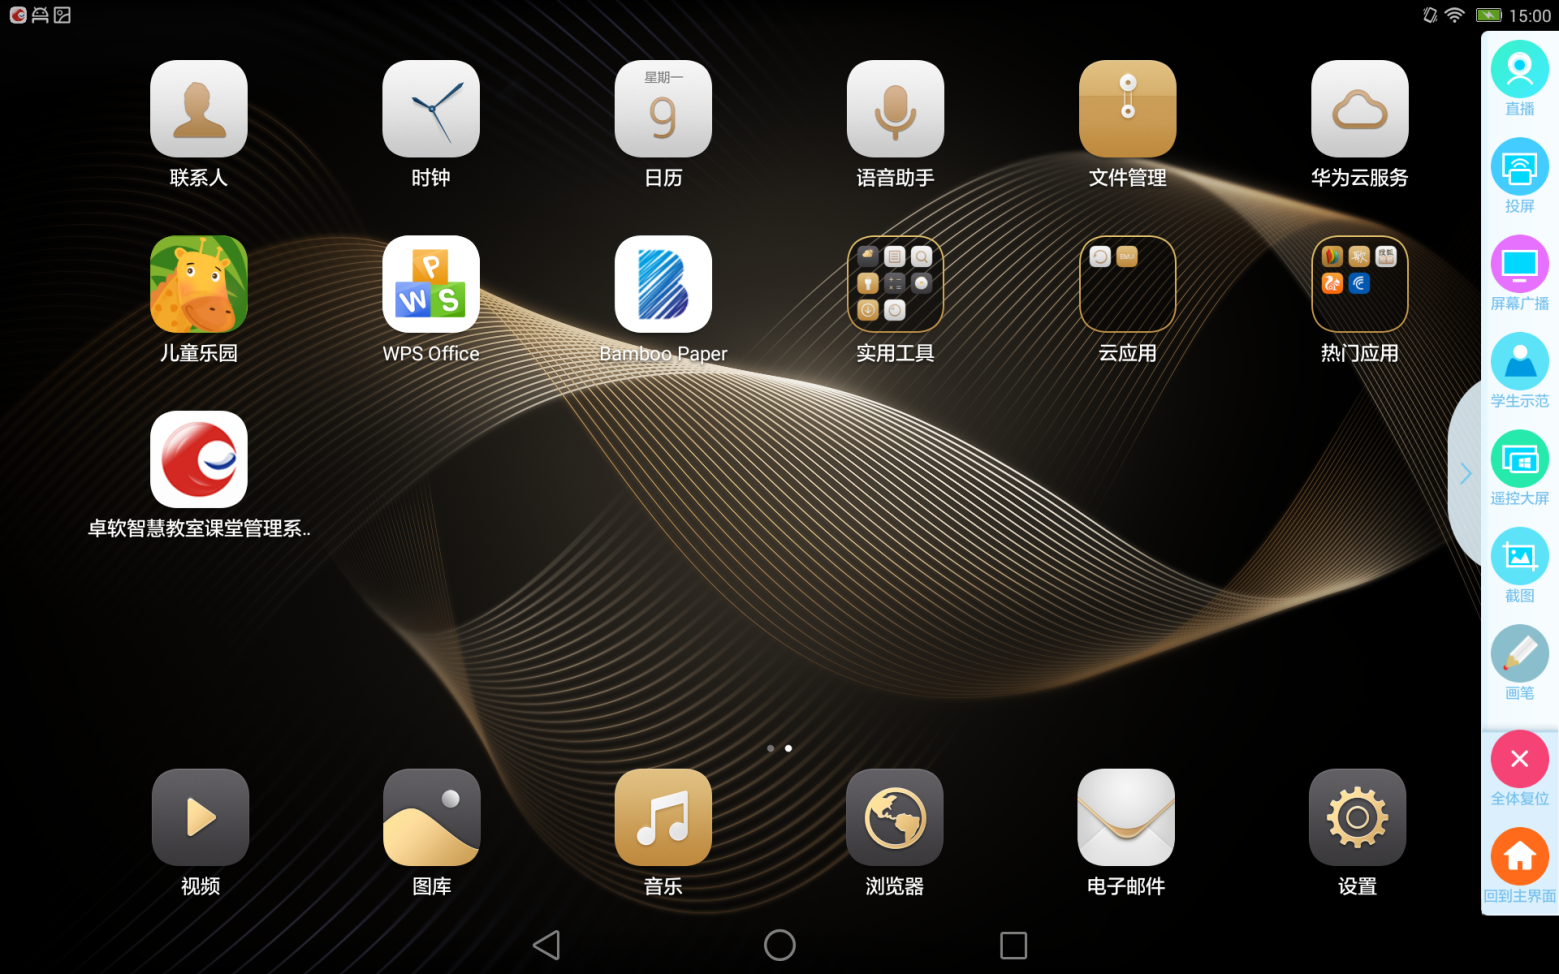 15:00
星期一
9
联系人
时钟
日历
语音助手
文件管理
华为云服务
P
W S
儿童乐园
WPS Office
Bamboo Paper
实用工具
云应用
热门应用
卓软智慧教室课堂管理系..
视频
图库
音乐
浏览器
电子邮件
设置
直播
投屏
屏幕广播
学生示范
遥控大屏
截图
画笔
全体复位
回到主界面